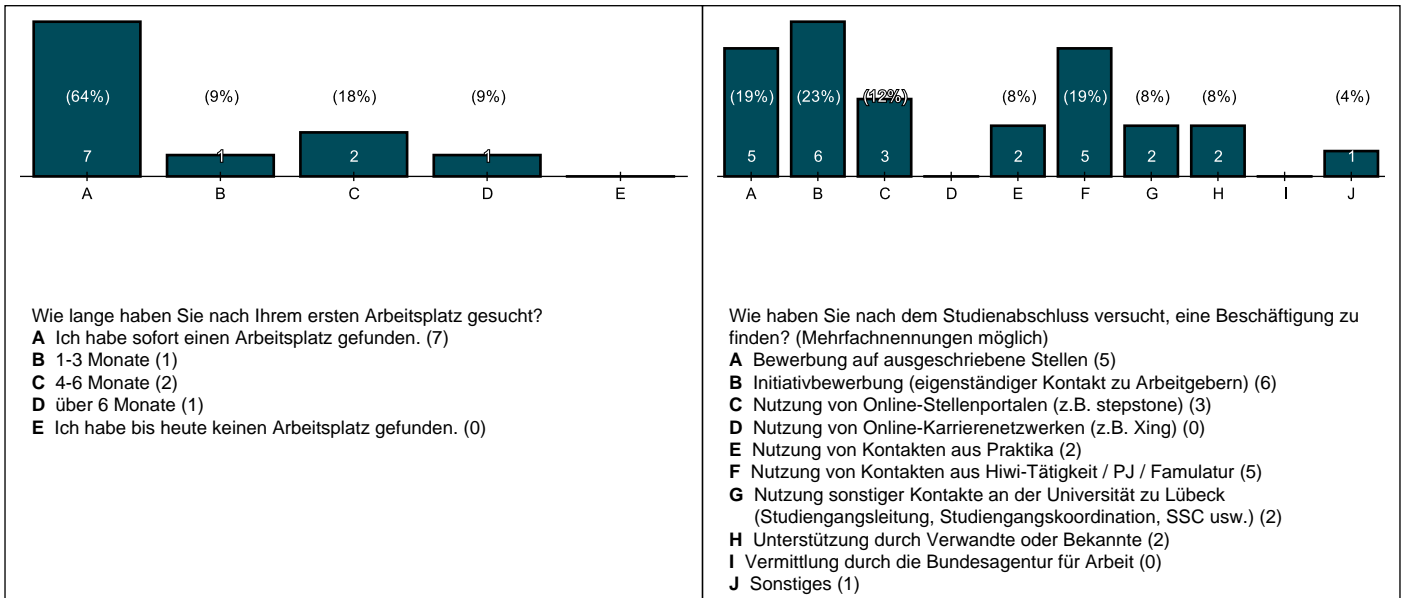 (64%)
(9%)
(18%)
(9%)
7
1
2
1
A
B
C
D
E
Wie lange haben Sie nach Ihrem ersten Arbeitsplatz gesucht?
A Ich habe sofort einen Arbeitsplatz gefunden. (7)
B 1-3 Monate (1)
C 4-6 Monate (2)
D über 6 Monate (1)
E Ich habe bis heute keinen Arbeitsplatz gefunden. (0)
(19%)
(23%)
(12%)
(8%)
(19%)
(8%)
(8%)
(4%)
5
6
3
2
5
2
2
1
A
B
C
D
E
F
G
H
I
J
Wie haben Sie nach dem Studienabschluss versucht, eine Beschäftigung zu
finden? (Mehrfachnennungen möglich)
A Bewerbung auf ausgeschriebene Stellen (5)
B Initiativbewerbung (eigenständiger Kontakt zu Arbeitgebern) (6)
C Nutzung von Online-Stellenportalen (z.B. stepstone) (3)
D Nutzung von Online-Karrierenetzwerken (z.B. Xing) (0)
E Nutzung von Kontakten aus Praktika (2)
F Nutzung von Kontakten aus Hiwi-Tätigkeit / PJ / Famulatur (5)
G Nutzung sonstiger Kontakte an der Universität zu Lübeck
(Studiengangsleitung, Studiengangskoordination, SSC usw.) (2)
H Unterstützung durch Verwandte oder Bekannte (2)
I Vermittlung durch die Bundesagentur für Arbeit (0)
J Sonstiges (1)